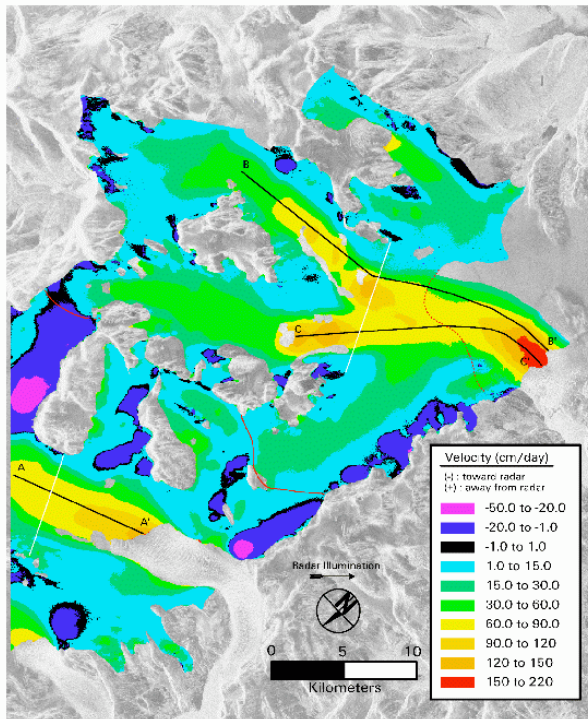 B
C
B'
C'
A
A'
Velocity (cm/day)
(-) : toward radar
(+) : away from radar
-50.0 to -20.0
-20.0 to -1.0
-1.0 to 1.0
1.0 to 15.0
15.0 to 30.0
30.0 to 60.0
60.0 to 90.0
90.0 to 120
120 to 150
150 to 220
Radar Illumination
N
0 5 10
Kilometers